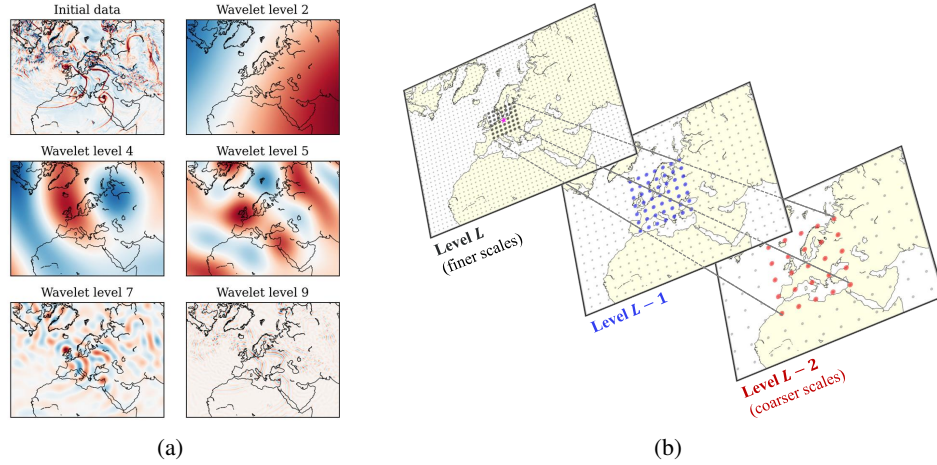 Initial data
Wavelet level 2
Wavelet level 4
Wavelet level 5
Wavelet level 7
Wavelet level 9
(a)
Level L
(finer scales)
Level L − 1
Level L − 2
(coarser scales)
(b)